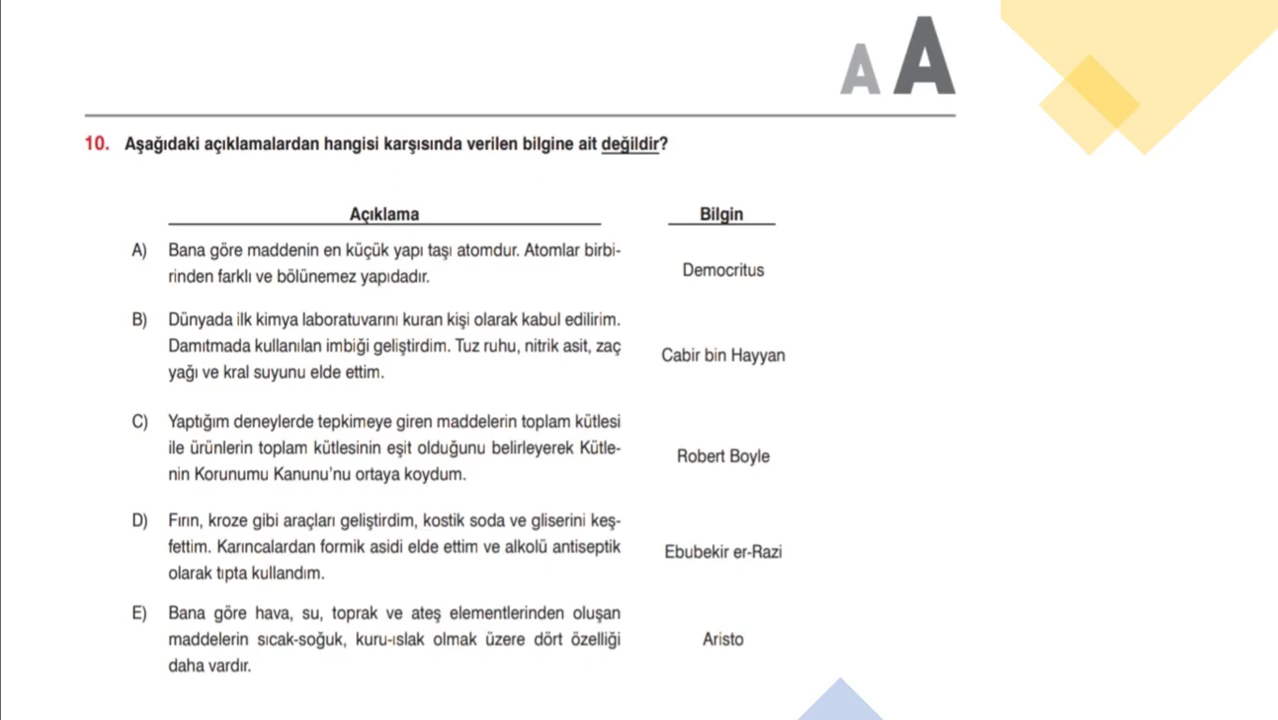 A A
10. Aşağıdaki açıklamalardan hangisi karşısında verilen bilgine ait değildir?
Açıklama Bilgin
A) Bana göre maddenin en küçük yapı taşı atomdur. Atomlar birbi-
rinden farklı ve bölünemez yapıdadır.
Democritus
B) Dünyada ilk kimya laboratuvarını kuran kişi olarak kabul edilirim.
Damıtmada kullanılan imbiği geliştirdim. Tuz ruhu, nitrik asit, zaç
yağı ve kral suyunu elde ettim.
Cabir bin Hayyan
C) Yaptığım deneylerde tepkimeye giren maddelerin toplam kütlesi
ile ürünlerin toplam kütlesinin eşit olduğunu belirleyerek Kütle-
nin Korunumu Kanunu'nu ortaya koydum.
Robert Boyle
D) Fırın, kroze gibi araçları geliştirdim, kostik soda ve gliserini keş-
fettim. Karıncalardan formik asidi elde ettim ve alkolü antiseptik
olarak tıpta kullandım.
Ebubekir er-Razi
E) Bana göre hava, su, toprak ve ateş elementlerinden oluşan
maddelerin sıcak-soğuk, kuru-ıslak olmak üzere dört özelliği
daha vardır.
Aristo